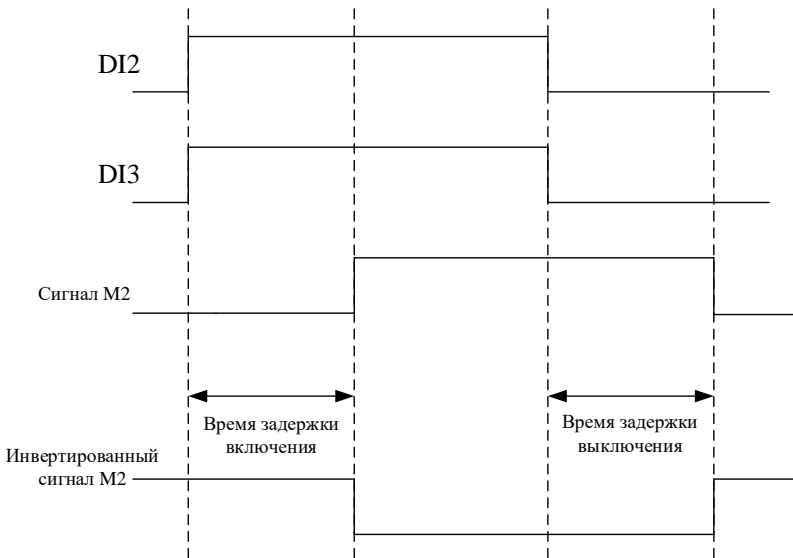 DI2
DI3
Сигнал М2
Время задержки
включения
Время задержки
выключения
Инвертированный
сигнал М2